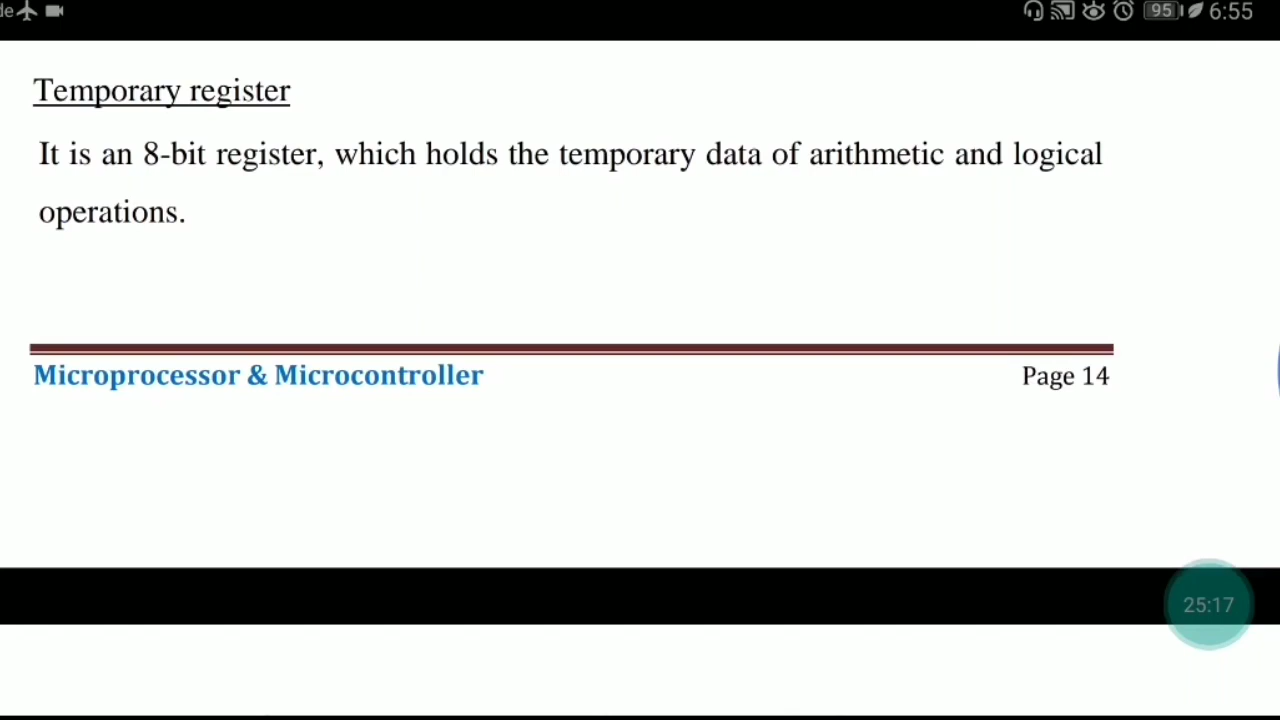 de 95 6:55
Temporary register
It is an 8-bit register, which holds the temporary data of arithmetic and logical
operations.
Microprocessor & Microcontroller Page 14
25:17